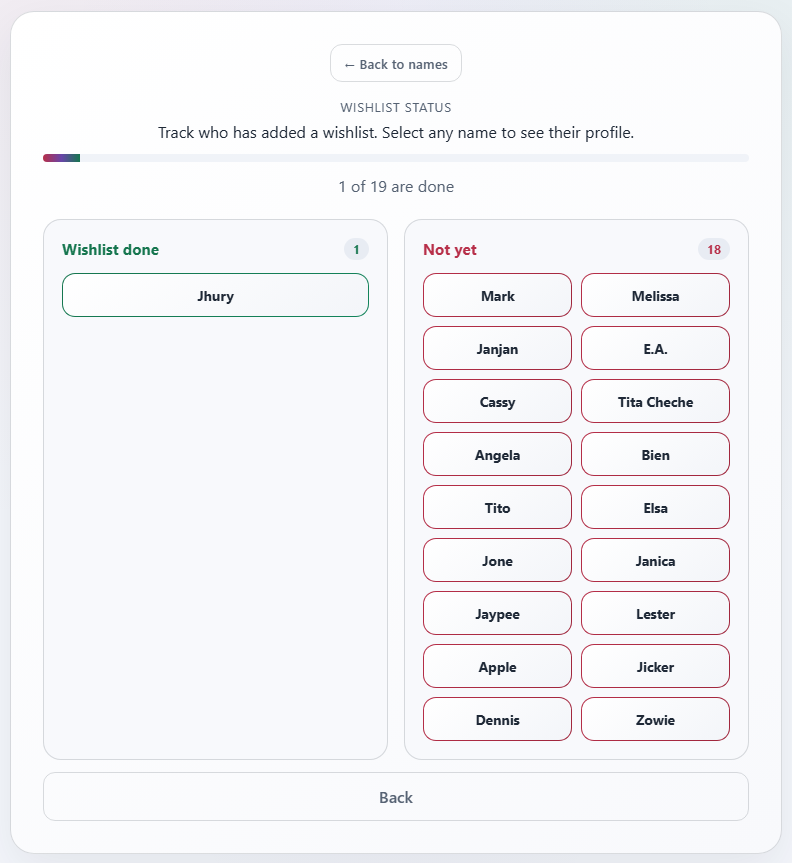 ← Back to names
WISHLIST STATUS
Track who has added a wishlist. Select any name to see their profile.
1 of 19 are done
Wishlist done 1
Jhury
Not yet 18
Mark Melissa
Janjan E.A.
Cassy Tita Cheche
Angela Bien
Tito Elsa
Jone Janica
Jaypee Lester
Apple Jicker
Dennis Zowie
Back